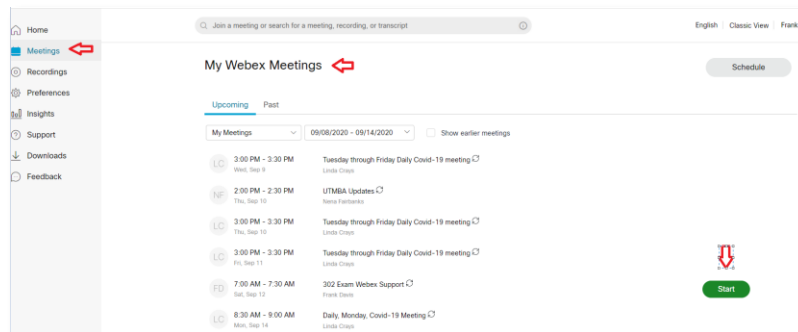 Join a meeting or search for a meeting, recording, or transcript
English Classic View Frank
Home
Meetings
Recordings
Preferences
Insights
Support
Downloads
Feedback
My Webex Meetings
Schedule
Upcoming Past
My Meetings 09/08/2020 - 09/14/2020 Show earlier meetings
LC 3:00 PM - 3:30 PM Tuesday through Friday Daily Covid-19 meeting
Wed, Sep 9 Linda Crays
NF 2:00 PM - 2:30 PM UTMBA Updates
Thu, Sep 10 Nena Fairbanks
LC 3:00 PM - 3:30 PM Tuesday through Friday Daily Covid-19 meeting
Thu, Sep 10 Linda Crays
LC 3:00 PM - 3:30 PM Tuesday through Friday Daily Covid-19 meeting
Fri, Sep 11 Linda Crays
FD 7:00 AM - 7:30 AM 302 Exam Webex Support Start
Sat, Sep 12 Frank Davis
LC 8:30 AM - 9:00 AM Daily, Monday, Covid-19 Meeting
Mon, Sep 14 Linda Crays